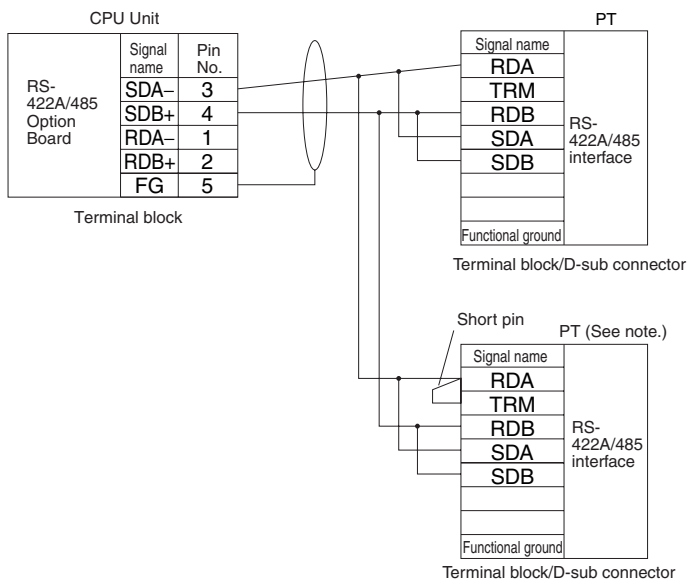 CPU Unit
Signal name
Pin No.
RS-
422A/485
Option
Board
SDA– 3
SDB+ 4
RDA– 1
RDB+ 2
FG 5
Terminal block
PT
Signal name
RDA
TRM
RDB
SDA
SDB
Functional ground
RS-
422A/485
interface
Terminal block/D-sub connector
Short pin
PT (See note.)
Signal name
RDA
TRM
RDB
SDA
SDB
Functional ground
RS-
422A/485
interface
Terminal block/D-sub connector